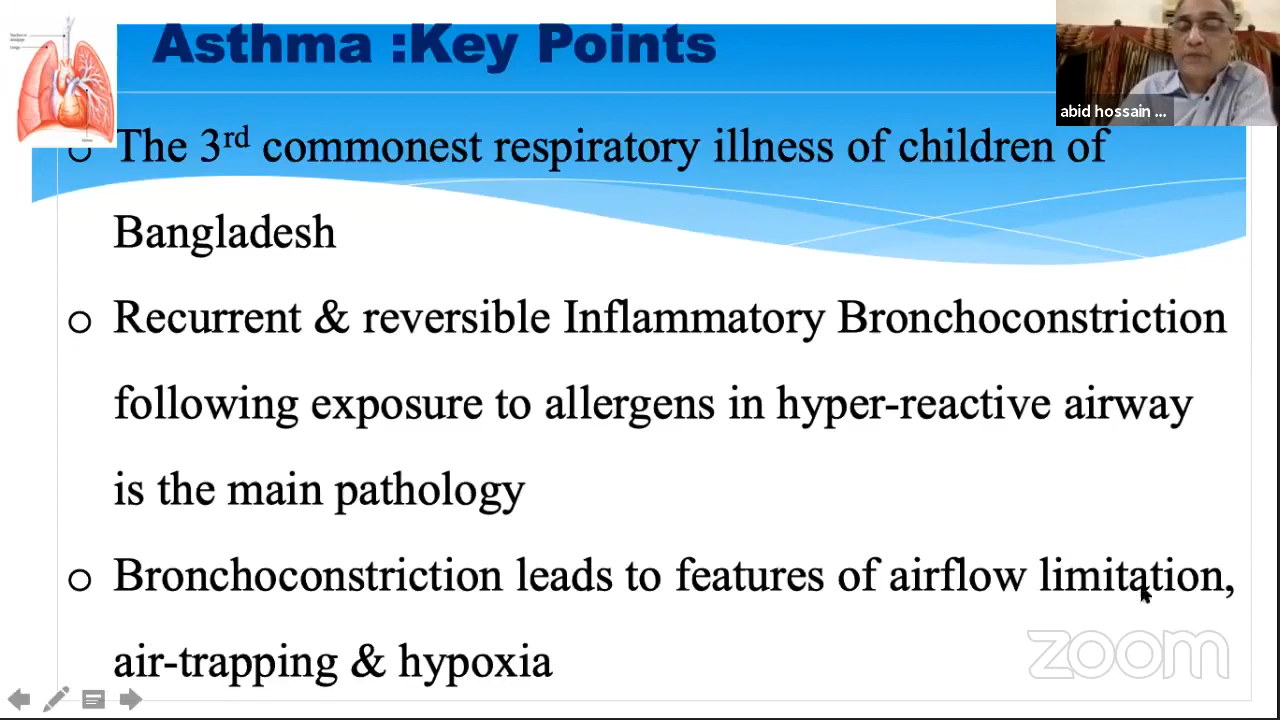 Asthma :Key Points
abid hossain ...
o The 3rd commonest respiratory illness of children of
Bangladesh
o Recurrent & reversible Inflammatory Bronchoconstriction
following exposure to allergens in hyper-reactive airway
is the main pathology
o Bronchoconstriction leads to features of airflow limitation,
air-trapping & hypoxia
zoom